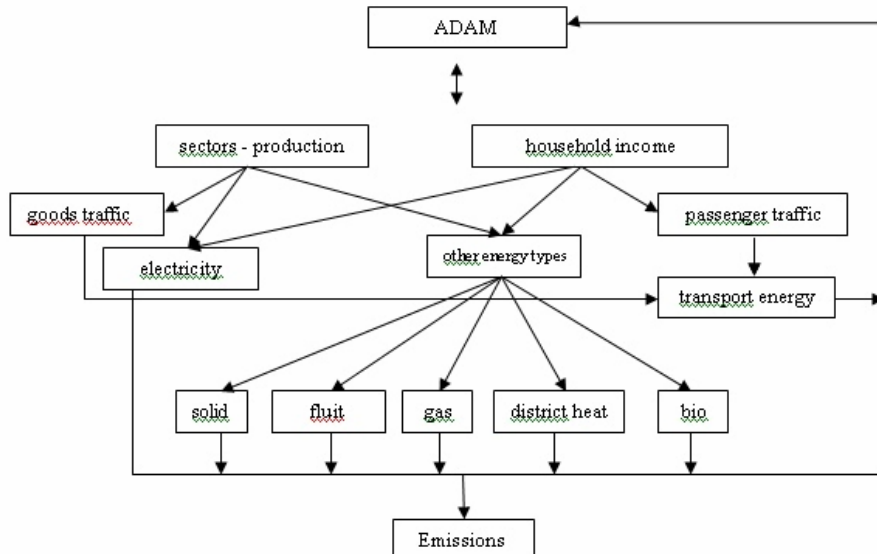 ADAM
sectors - production
household income
goods traffic
passenger traffic
electricity
other energy types
transport energy
solid
fluit
gas
district heat
bio
Emissions